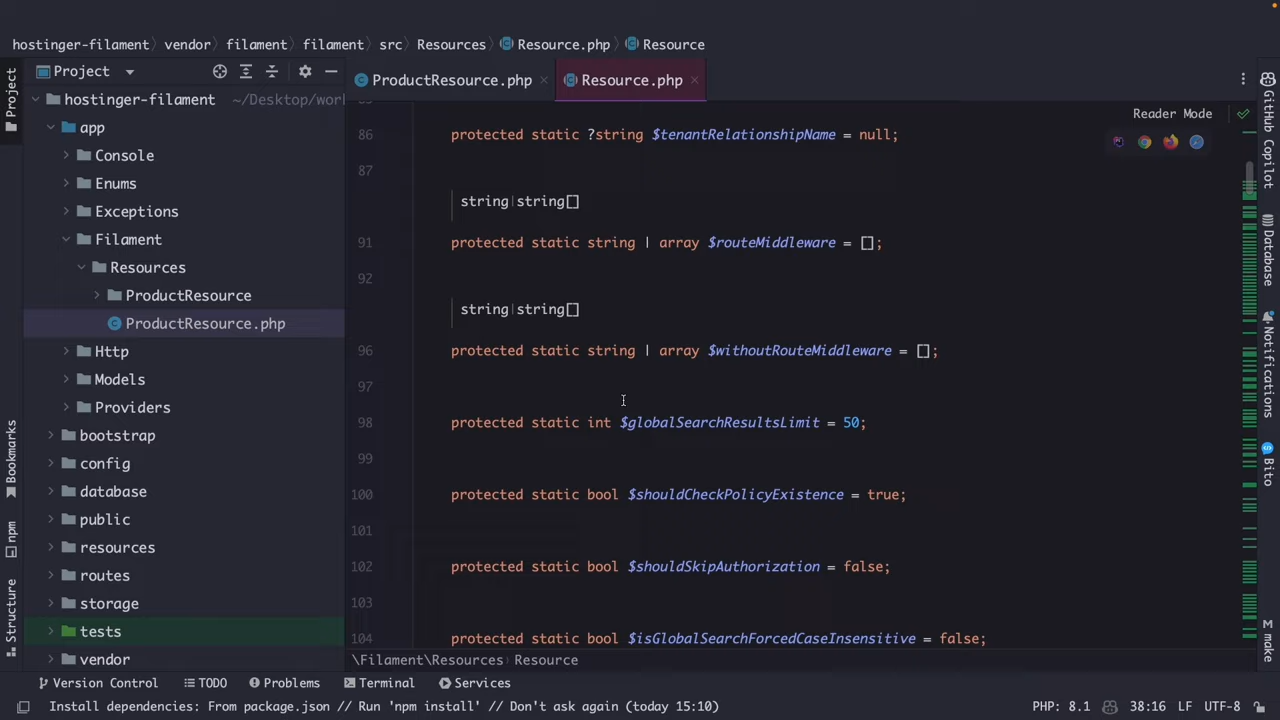 hostinger-filament > vendor > filament > filament > src > Resources > Resource.php > Resource
Project
ProductResource.php
Resource.php
Project
hostinger-filament ~/Desktop/wor
app
Console
Enums
Exceptions
Filament
Resources
ProductResource
ProductResource.php
Http
Models
Providers
bootstrap
config
database
public
resources
routes
storage
tests
vendor
Bookmarks
npm
Structure
Reader Mode
86 protected static ?string $tenantRelationshipName = null;
87
string|string[]
91 protected static string | array $routeMiddleware = [];
92
string|string[]
96 protected static string | array $withoutRouteMiddleware = [];
97
98 protected static int $globalSearchResultsLimit = 50;
99
100 protected static bool $shouldCheckPolicyExistence = true;
101
102 protected static bool $shouldSkipAuthorization = false;
103
104 protected static bool $isGlobalSearchForcedCaseInsensitive = false;
GitHub Copilot
Database
Notifications
Bito
make
\Filament\Resources > Resource
Version Control
TODO
Problems
Terminal
Services
Install dependencies: From package.json // Run 'npm install' // Don't ask again (today 15:10)
PHP: 8.1
38:16
LF
UTF-8